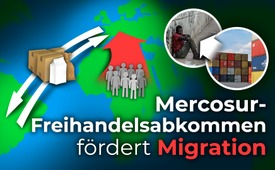 Mercosur-
Freihandelsabkommen
fördert Migration